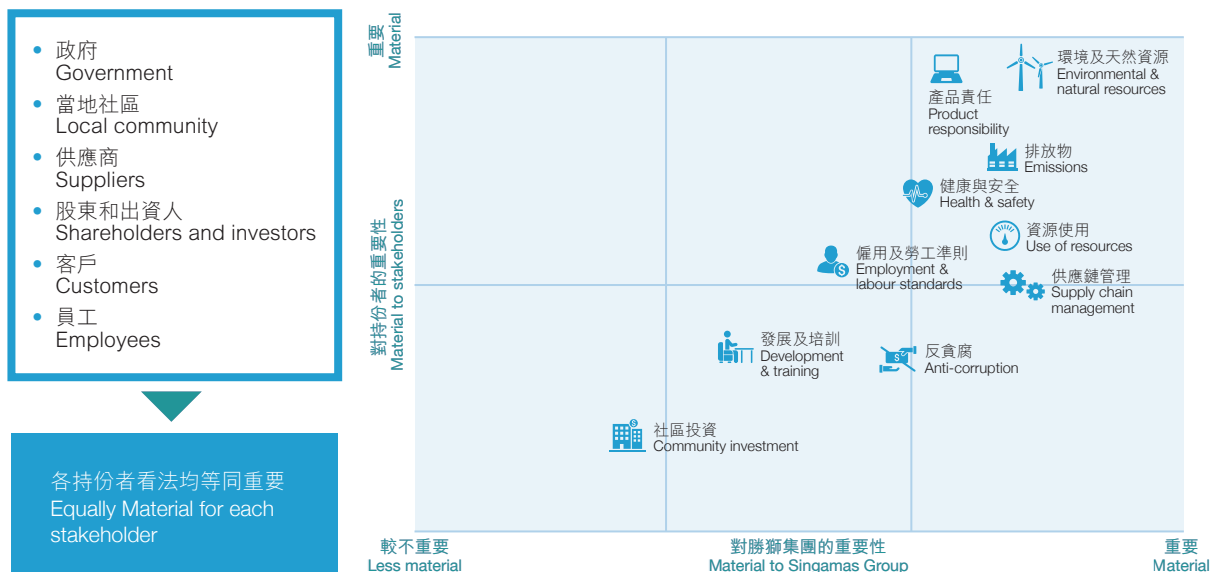 政府
Government
當地社區
Local community
供應商
Suppliers
股東和出資人
Shareholders and investors
客戶
Customers
員工
Employees
各持份者看法均等同重要
Equally Material for each
stakeholder
重要
Material
對持份者的重要性
Material to stakeholders
環境及天然資源
Environmental &
natural resources
產品責任
Product
responsibility
排放物
Emissions
健康與安全
Health & safety
資源使用
Use of resources
僱用及勞工準則
Employment &
labour standards
供應鏈管理
Supply chain
management
發展及培訓
Development
& training
反貪腐
Anti-corruption
社區投資
Community investment
較不重要
Less material
對勝獅集團的重要性
Material to Singamas Group
重要
Material